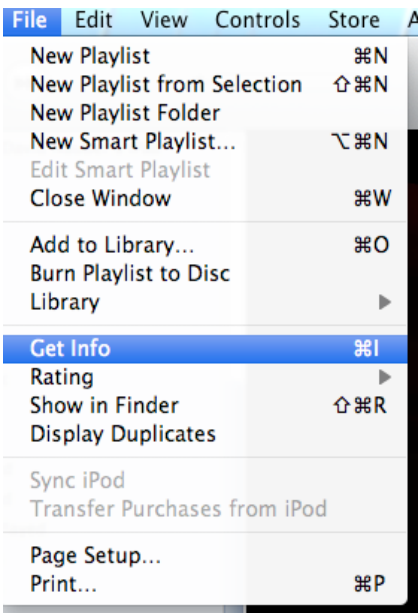 File Edit View Controls Store
New Playlist ⌘N
New Playlist from Selection ⇧⌘N
New Playlist Folder
New Smart Playlist... ⌥⌘N
Edit Smart Playlist
Close Window ⌘W
Add to Library... ⌘O
Burn Playlist to Disc
Library ▶
Get Info ⌘I
Rating ▶
Show in Finder ⇧⌘R
Display Duplicates
Sync iPod
Transfer Purchases from iPod
Page Setup...
Print... ⌘P